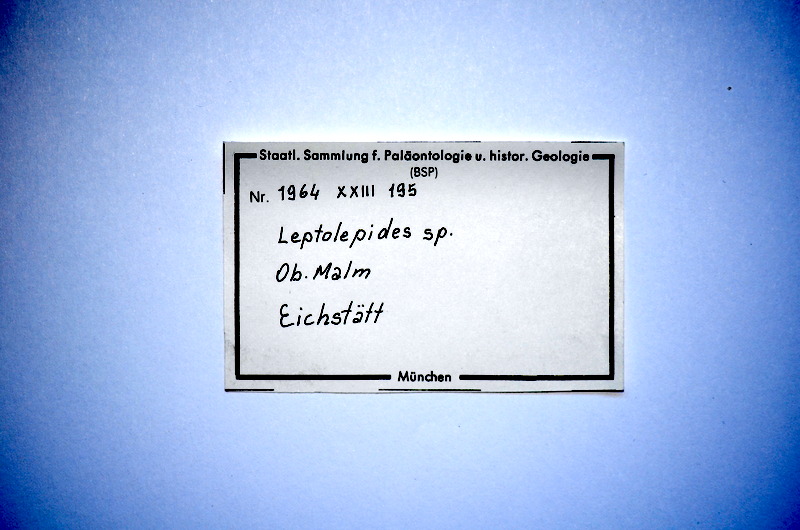 Staatl. Sammlung f. Paläontologie u. histor. Geologie
(BSP)
Nr. 1964 XXIII 195
Leptolepides sp.
Ob. Malm
Eichstätt
München